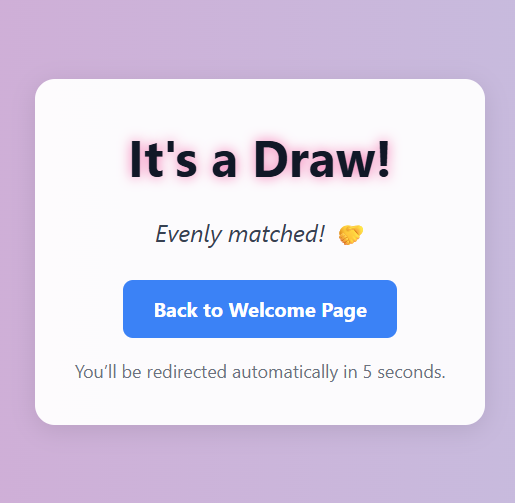 It's a Draw!
Evenly matched! 🤝
Back to Welcome Page
You’ll be redirected automatically in 5 seconds.